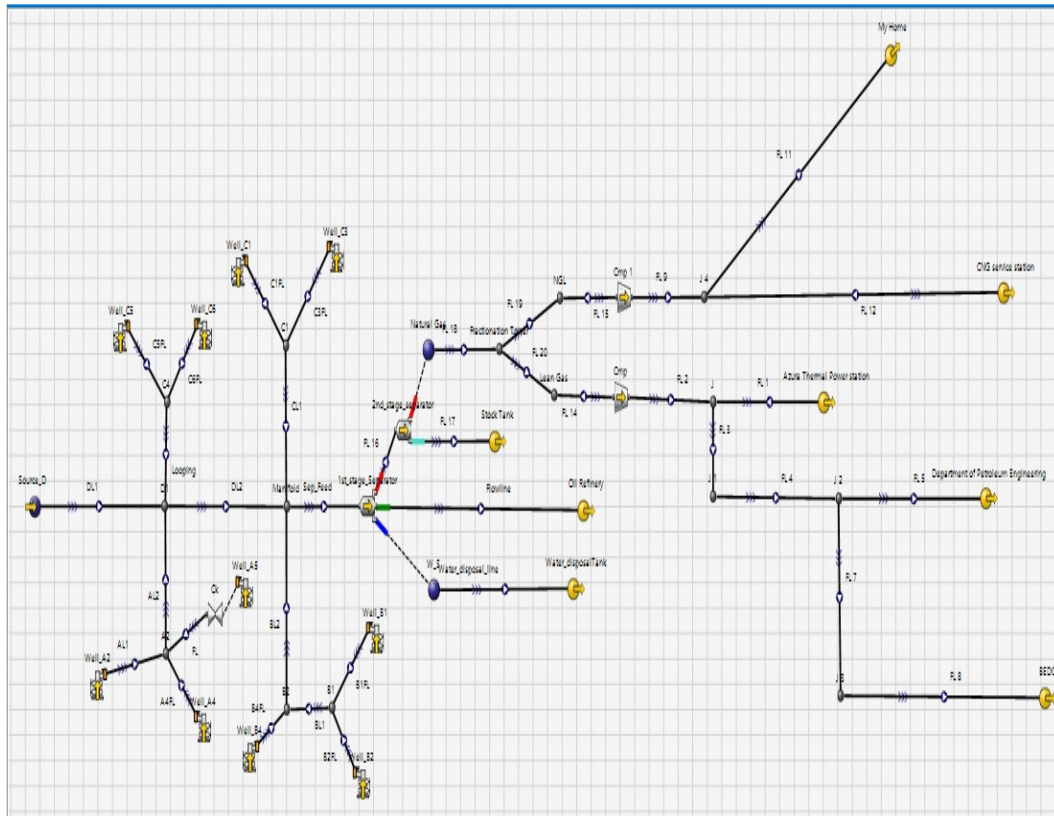 My Home
FL 11
Well_C3
Well_C1
CNG service station
NGL
Cmp 1
FL 9
J 4
C1FL
C3FL
FL 19
FL 15
FL 12
Well_C5
Well_C6
Natural Gas
FL 18
Fractionation Tower
C1
C5FL
C6FL
FL 20
Lean Gas
Cmp
Azure Thermal Power station
C4
FL 2
J
FL 1
FL 14
2nd_stage_separator
Stock Tank
CL1
FL 16
FL 17
FL 3
Looping
Source_D
DL1
DL2
Manifold
Sep_Feed
1st_stage_Separator
Flowline
Oil Refinery
FL 4
J 2
FL 5
Department of Petroleum Engineering
Water_disposal_line
Water_disposalTank
Ck
Well_A5
FL 7
AL2
BL2
Well_B1
A2
FL
AL1
Well_A2
B1FL
A4FL
Well_A4
B4FL
B1
BL1
Well_B4
B2FL
Well_B2
FL 8